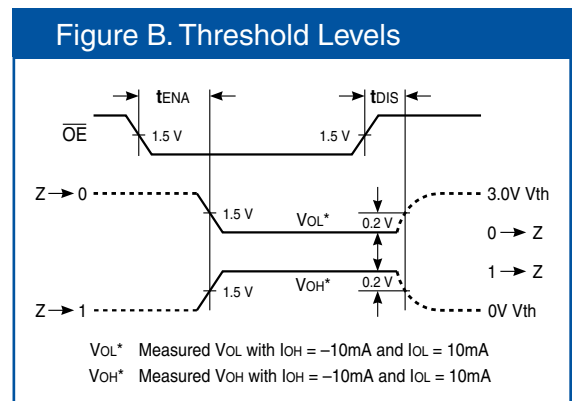 Figure B. Threshold Levels
tENA
tDIS
OE
1.5 V
1.5 V
Z → 0
1.5 V
VOL*
0.2 V
3.0V Vth
0 → Z
1 → Z
Z → 1
1.5 V
VOH*
0.2 V
0V Vth
VOL* Measured VOL with IOH = –10mA and IOL = 10mA
VOH* Measured VOH with IOH = –10mA and IOL = 10mA